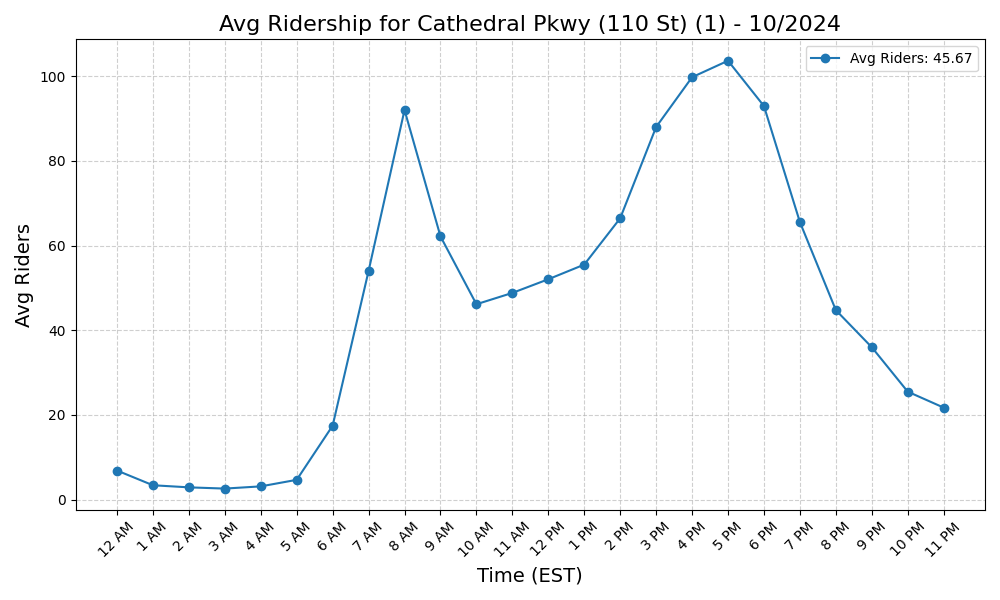 Avg Ridership for Cathedral Pkwy (110 St) (1) - 10/2024
Avg Riders: 45.67
Avg Riders
100
80
60
40
20
0
12 AM
1 AM
2 AM
3 AM
4 AM
5 AM
6 AM
7 AM
8 AM
9 AM
10 AM
11 AM
12 PM
1 PM
2 PM
3 PM
4 PM
5 PM
6 PM
7 PM
8 PM
9 PM
10 PM
11 PM
Time (EST)